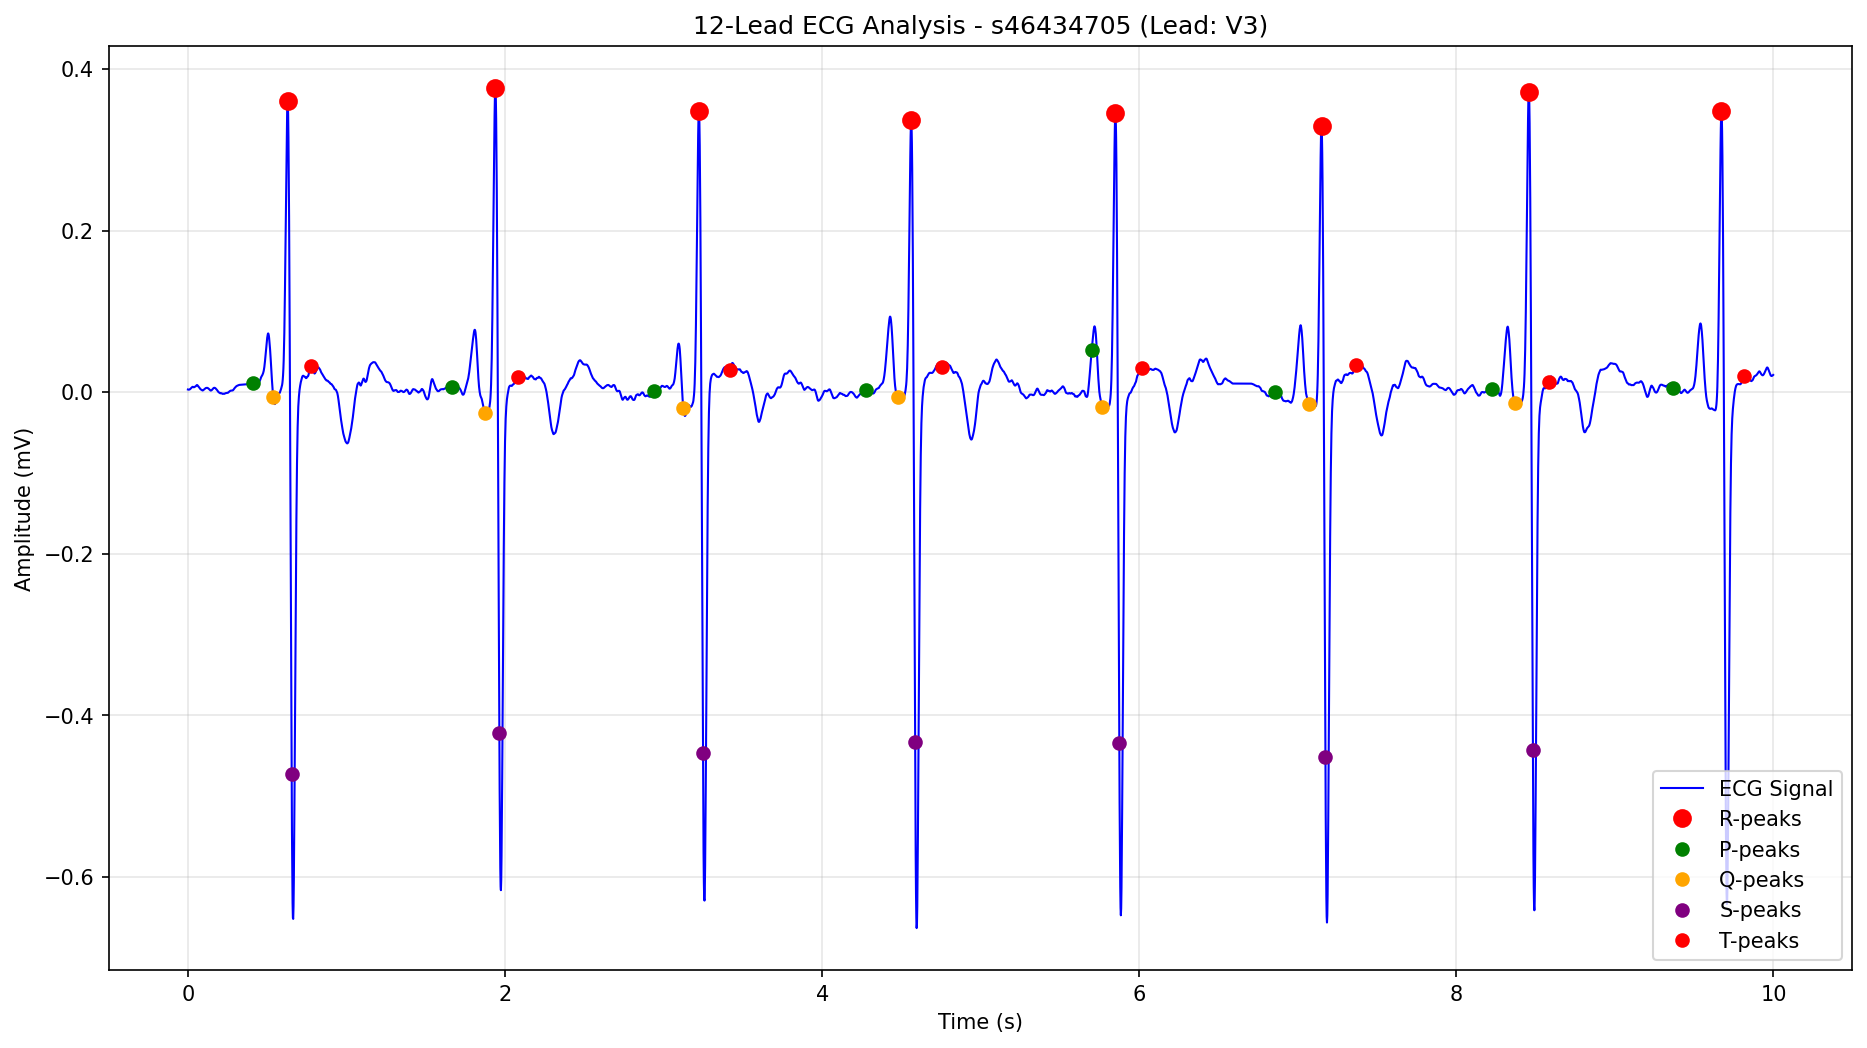 12-Lead ECG Analysis - s46434705 (Lead: V3)
Amplitude (mV)
0.4
0.2
0.0
−0.2
−0.4
−0.6
0 2 4 6 8 10
Time (s)
ECG Signal
R-peaks
P-peaks
Q-peaks
S-peaks
T-peaks